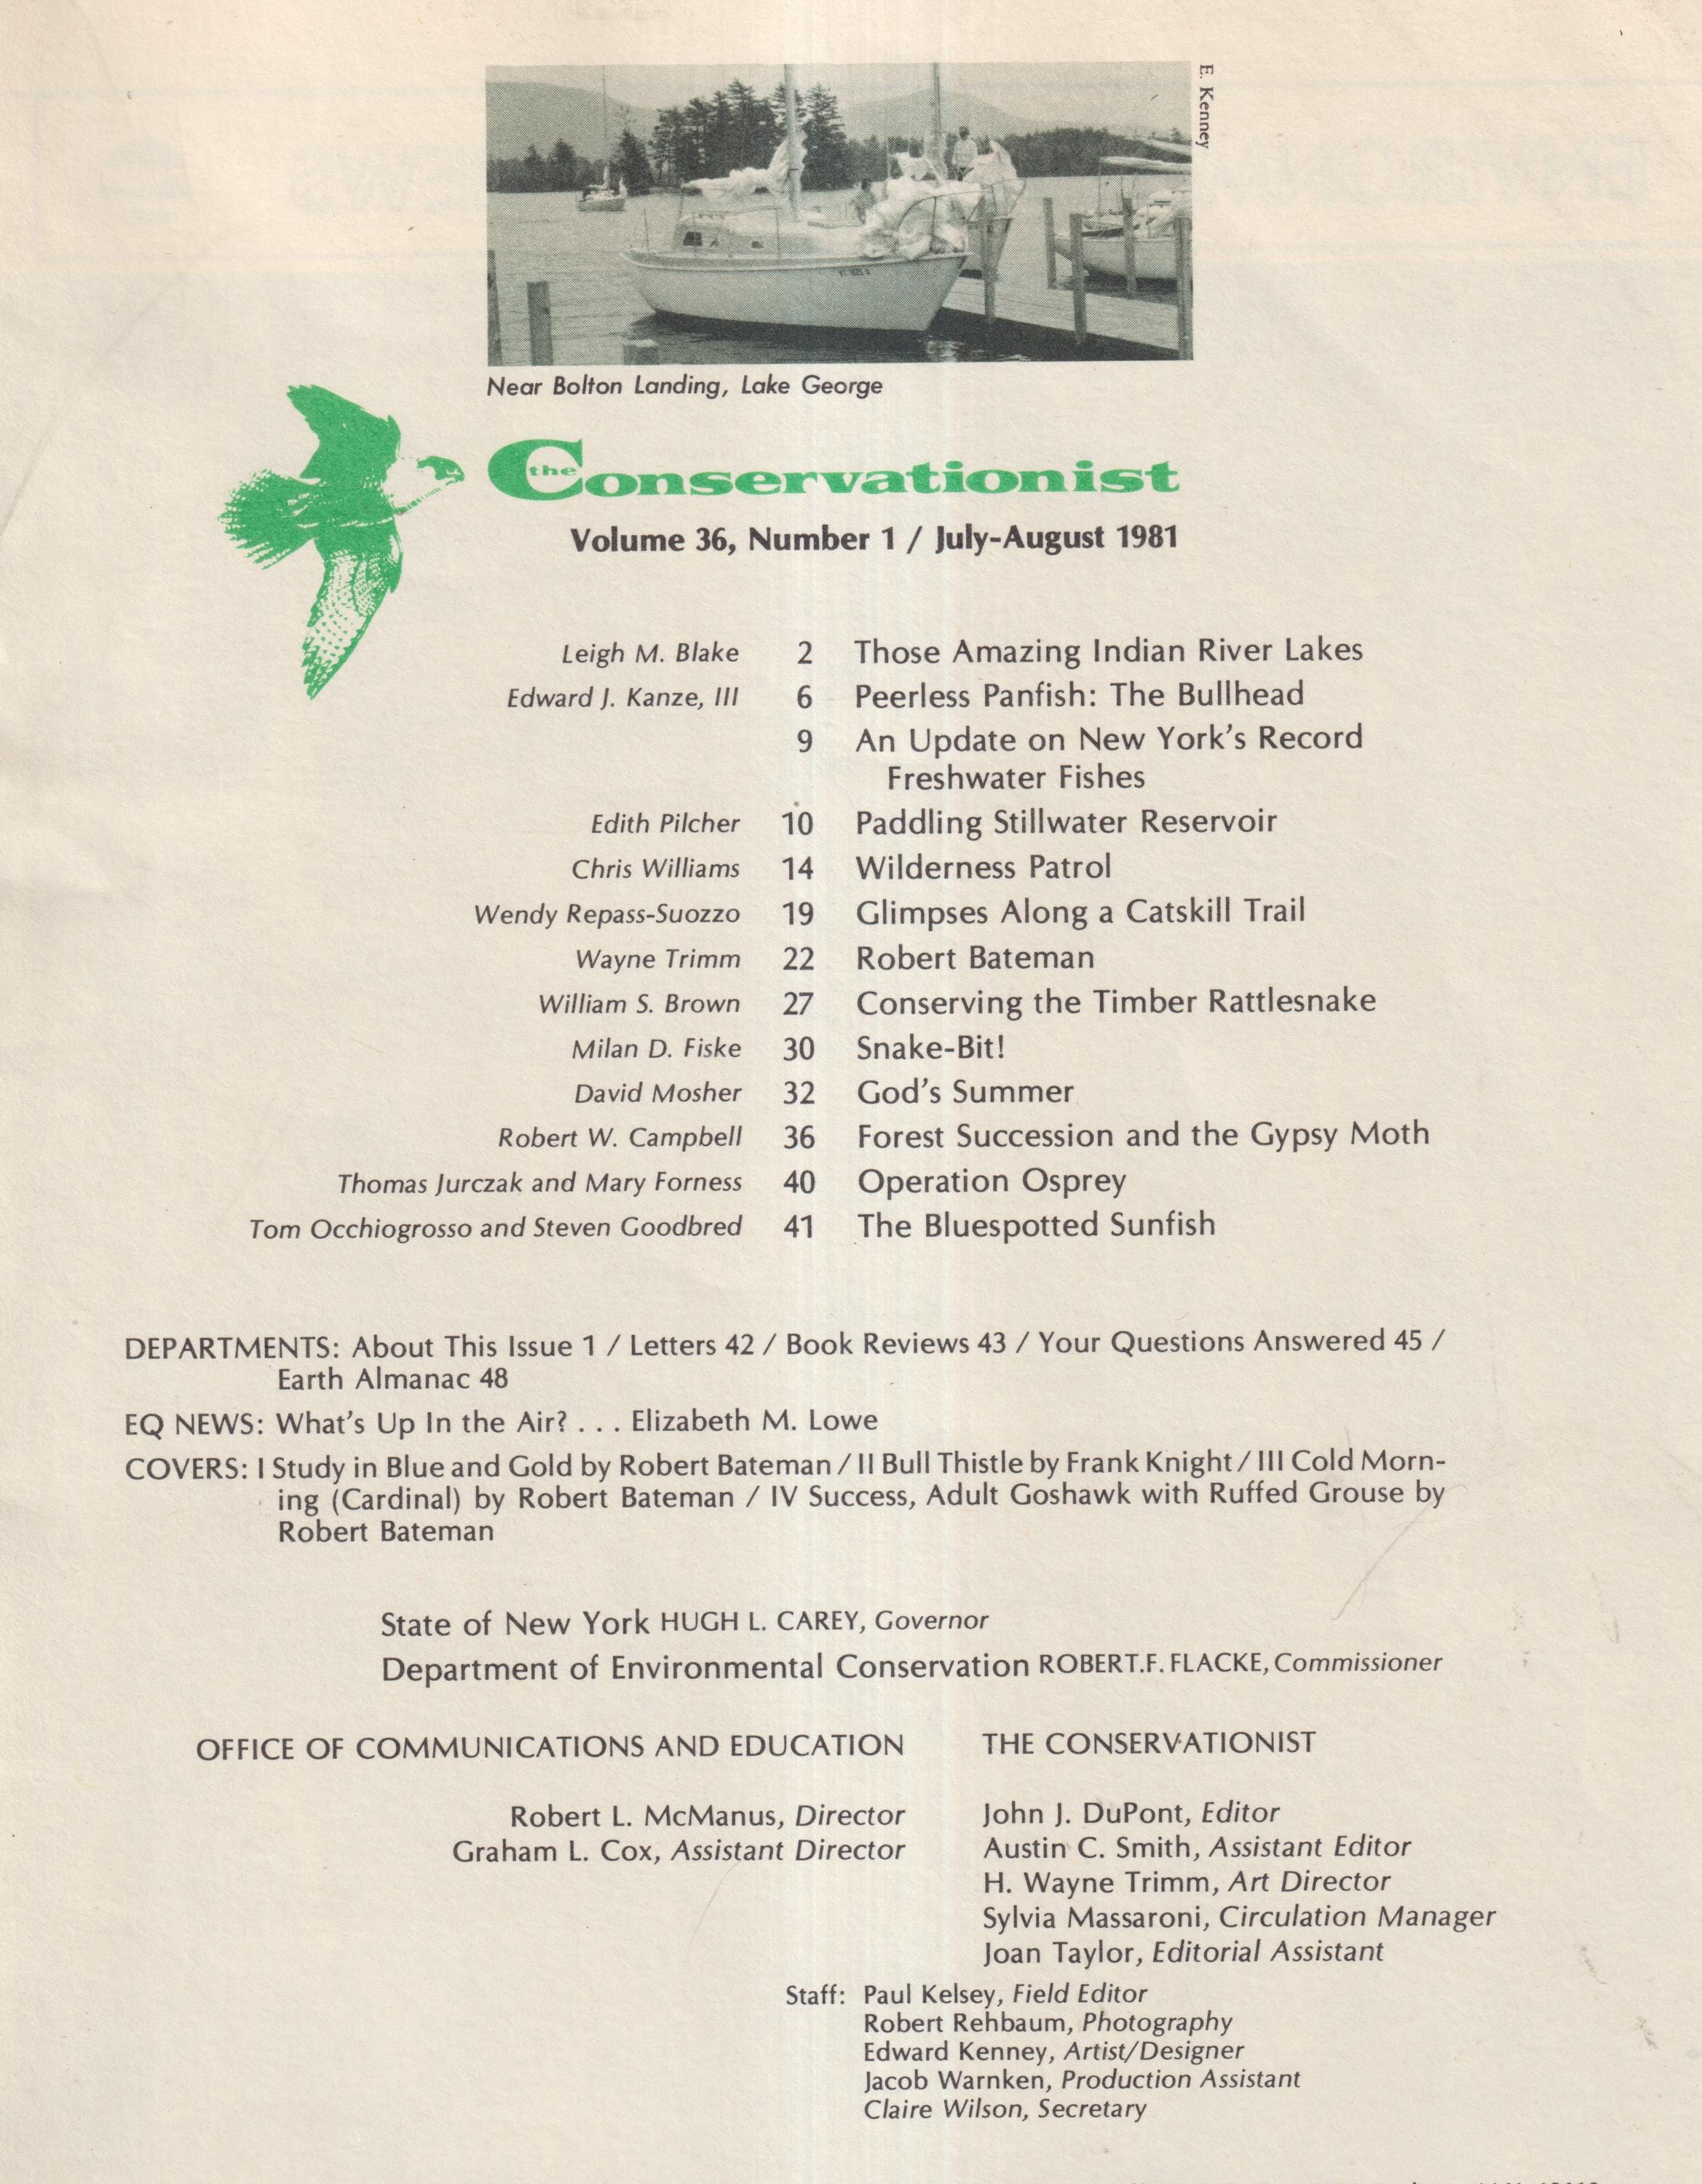 E. Kenney
Near Bolton Landing, Lake George
the Conservationist
Volume 36, Number 1 / July-August 1981
Leigh M. Blake 2 Those Amazing Indian River Lakes
Edward J. Kanze, III 6 Peerless Panfish: The Bullhead
9 An Update on New York's Record
Freshwater Fishes
Edith Pilcher 10 Paddling Stillwater Reservoir
Chris Williams 14 Wilderness Patrol
Wendy Repass-Suozzo 19 Glimpses Along a Catskill Trail
Wayne Trimm 22 Robert Bateman
William S. Brown 27 Conserving the Timber Rattlesnake
Milan D. Fiske 30 Snake-Bit!
David Mosher 32 God's Summer
Robert W. Campbell 36 Forest Succession and the Gypsy Moth
Thomas Jurczak and Mary Forness 40 Operation Osprey
Tom Occhiogrosso and Steven Goodbred 41 The Bluespotted Sunfish
DEPARTMENTS: About This Issue 1 / Letters 42 / Book Reviews 43 / Your Questions Answered 45 /
Earth Almanac 48
EQ NEWS: What's Up In the Air? . . . Elizabeth M. Lowe
COVERS: I Study in Blue and Gold by Robert Bateman / II Bull Thistle by Frank Knight / III Cold Morn-
ing (Cardinal) by Robert Bateman / IV Success, Adult Goshawk with Ruffed Grouse by
Robert Bateman
State of New York HUGH L. CAREY, Governor
Department of Environmental Conservation ROBERT.F. FLACKE, Commissioner
OFFICE OF COMMUNICATIONS AND EDUCATION
Robert L. McManus, Director
Graham L. Cox, Assistant Director
THE CONSERVATIONIST
John J. DuPont, Editor
Austin C. Smith, Assistant Editor
H. Wayne Trimm, Art Director
Sylvia Massaroni, Circulation Manager
Joan Taylor, Editorial Assistant
Staff: Paul Kelsey, Field Editor
Robert Rehbaum, Photography
Edward Kenney, Artist/Designer
Jacob Warnken, Production Assistant
Claire Wilson, Secretary